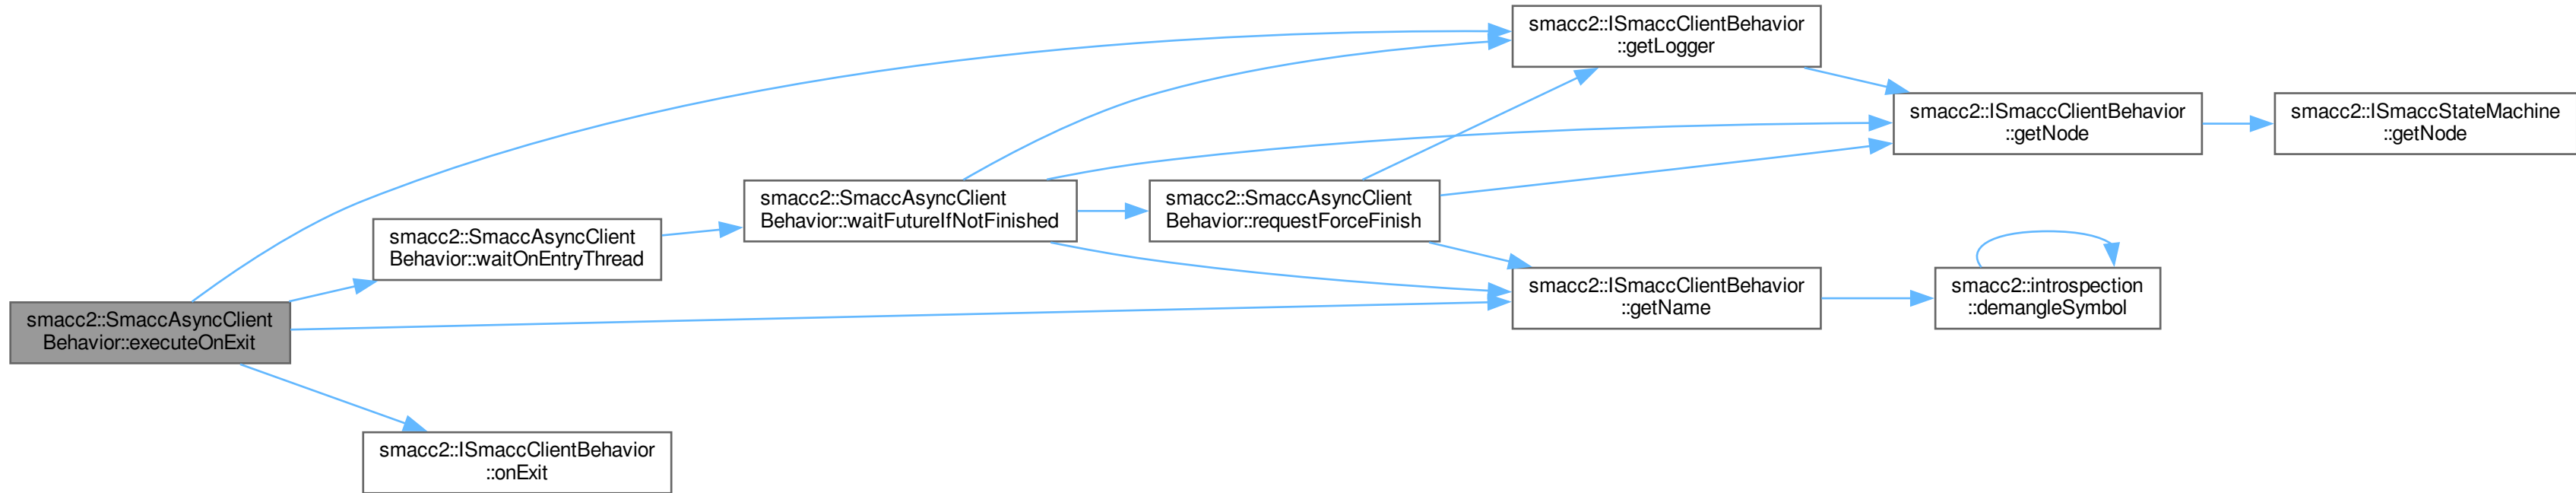 smacc2::SmaccAsyncClient
Behavior::executeOnExit
smacc2::SmaccAsyncClient
Behavior::waitOnEntryThread
smacc2::ISmaccClientBehavior
::onExit
smacc2::SmaccAsyncClient
Behavior::waitFutureIfNotFinished
smacc2::SmaccAsyncClient
Behavior::requestForceFinish
smacc2::ISmaccClientBehavior
::getLogger
smacc2::ISmaccClientBehavior
::getName
smacc2::ISmaccClientBehavior
::getNode
smacc2::introspection
::demangleSymbol
smacc2::ISmaccStateMachine
::getNode